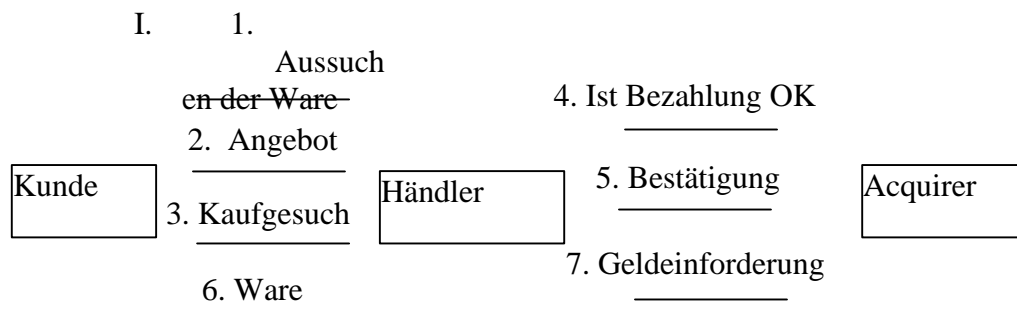 I. 1.
Aussuch
en der Ware
2. Angebot
Kunde
3. Kaufgesuch
6. Ware
Händler
4. Ist Bezahlung OK
5. Bestätigung
7. Geldeinforderung
Acquirer